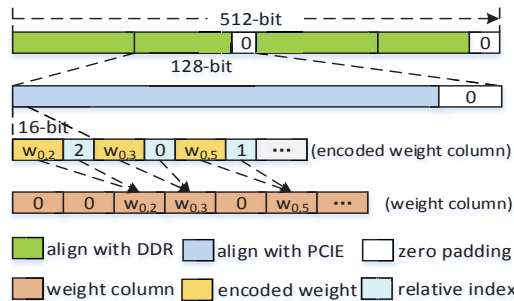 512-bit
0 0
128-bit
0
16-bit
w0,2 2 w0,3 0 w0,5 1 ... (encoded weight column)
0 0 w0,2 w0,3 0 w0,5 ... (weight column)
align with DDR align with PCIE zero padding
weight column encoded weight relative index